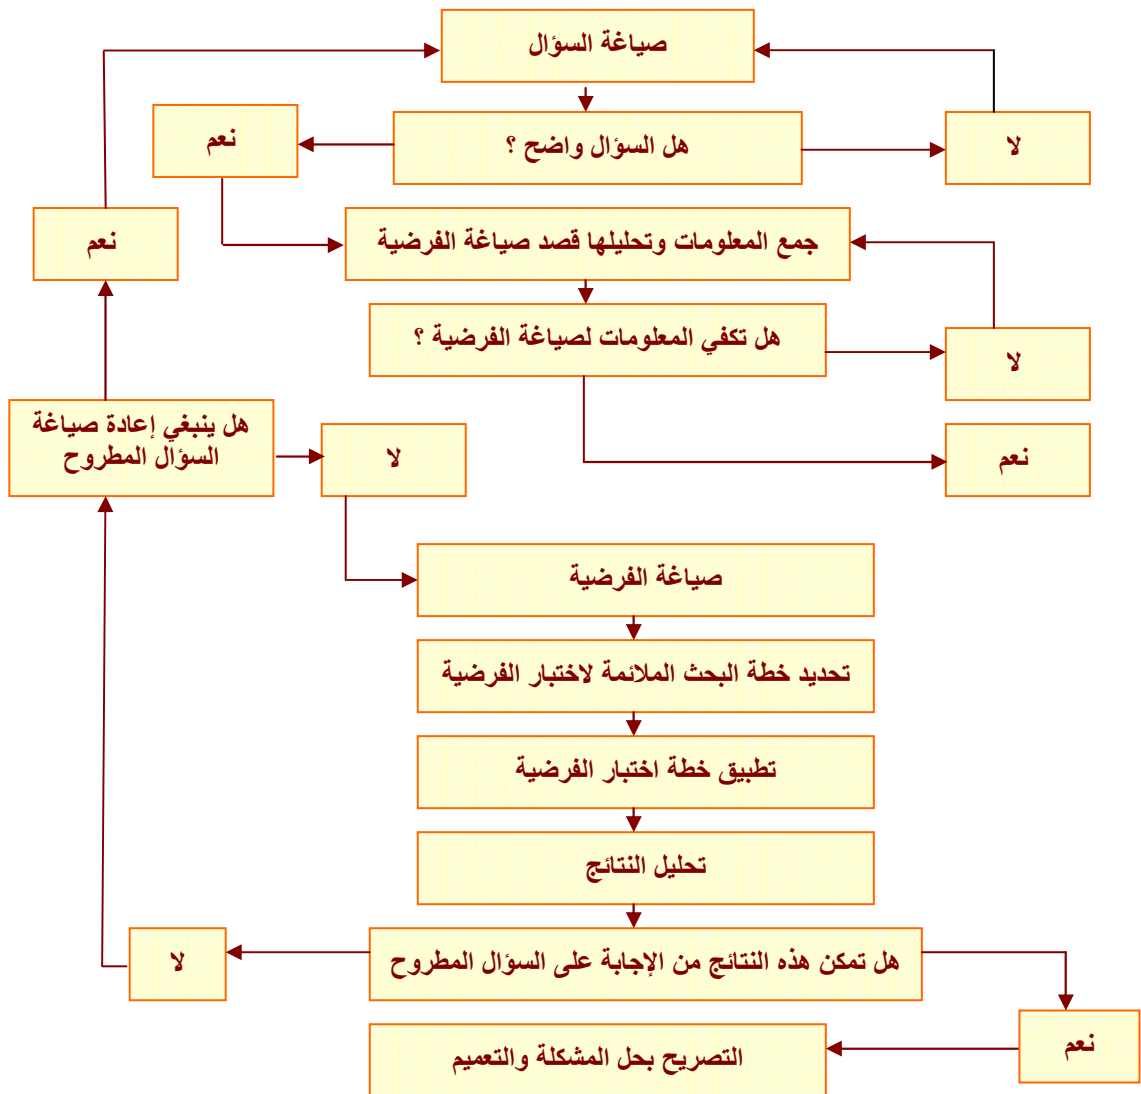 صياغة السؤال
هل السؤال واضح ؟
نعم
لا
نعم
جمع المعلومات وتحليلها قصد صياغة الفرضية
هل تكفي المعلومات لصياغة الفرضية ؟
لا
هل ينبغي إعادة صياغة
السؤال المطروح
لا
نعم
صياغة الفرضية
تحديد خطة البحث الملائمة لاختبار الفرضية
تطبيق خطة اختبار الفرضية
تحليل النتائج
هل تمكن هذه النتائج من الإجابة على السؤال المطروح
لا
نعم
التصريح بحل المشكلة والتعميم